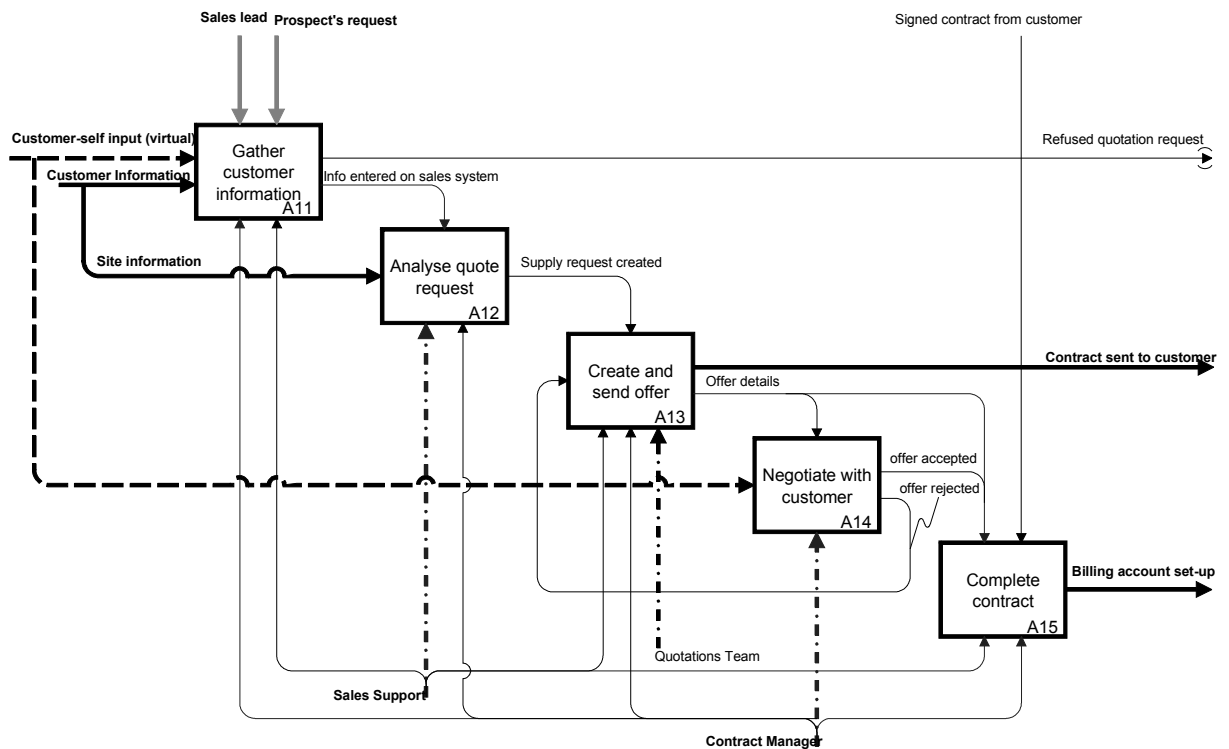 Sales lead
Prospect's request
Signed contract from customer
Customer-self input (virtual)
Gather
customer
information
A11
Refused quotation request
Customer Information
Info entered on sales system
Site information
Analyse quote
request
A12
Supply request created
Create and
send offer
A13
Contract sent to customer
Offer details
Negotiate with
customer
A14
offer accepted
offer rejected
Complete
contract
A15
Billing account set-up
Quotations Team
Sales Support
Contract Manager